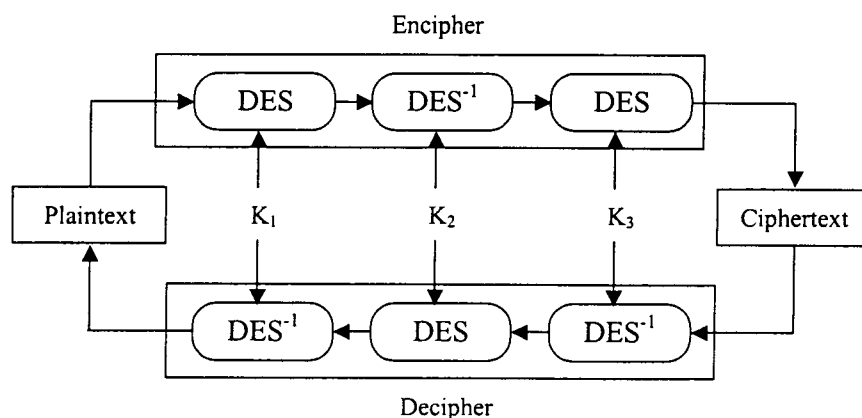 Encipher
DES DES⁻¹ DES
Plaintext K₁ K₂ K₃ Ciphertext
DES⁻¹ DES DES⁻¹
Decipher